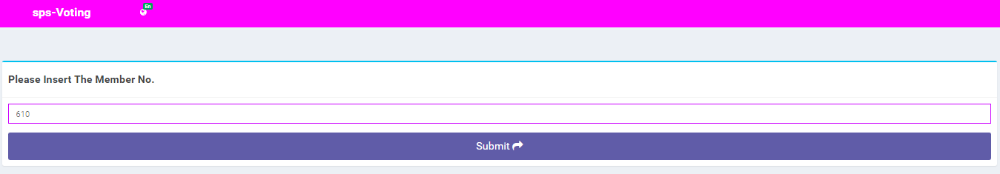 sps-Voting
En
Please Insert The Member No.
610
Submit